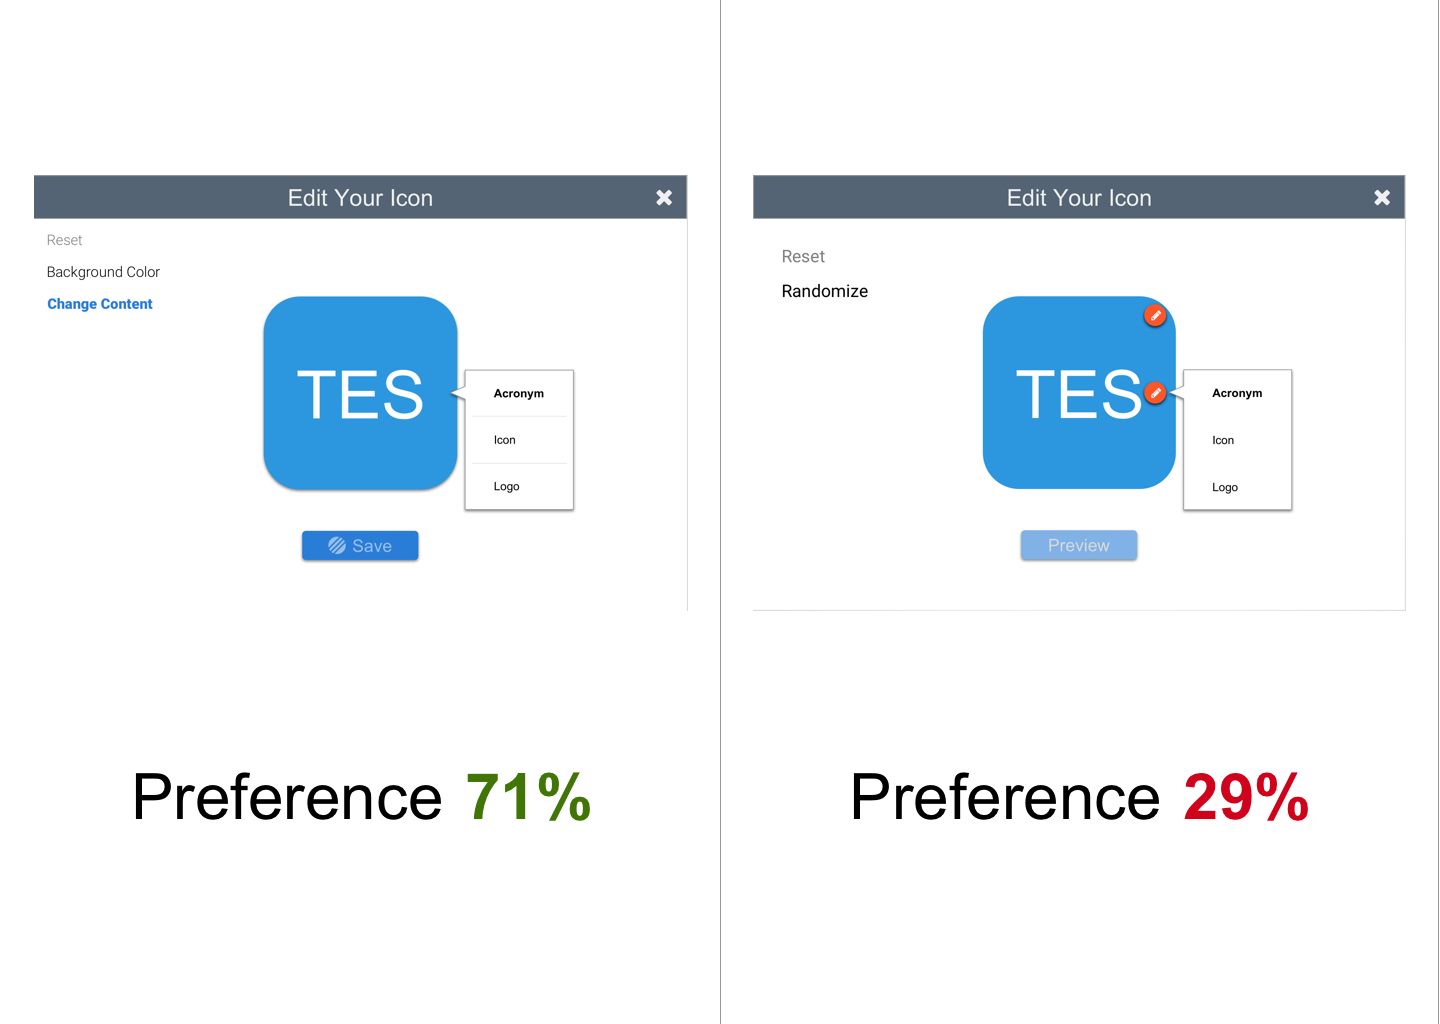 Edit Your Icon
Reset
Background Color
Change Content
TES
Acronym
Icon
Logo
Save
Preference 71%
Edit Your Icon
Reset
Randomize
TES
Acronym
Icon
Logo
Preview
Preference 29%